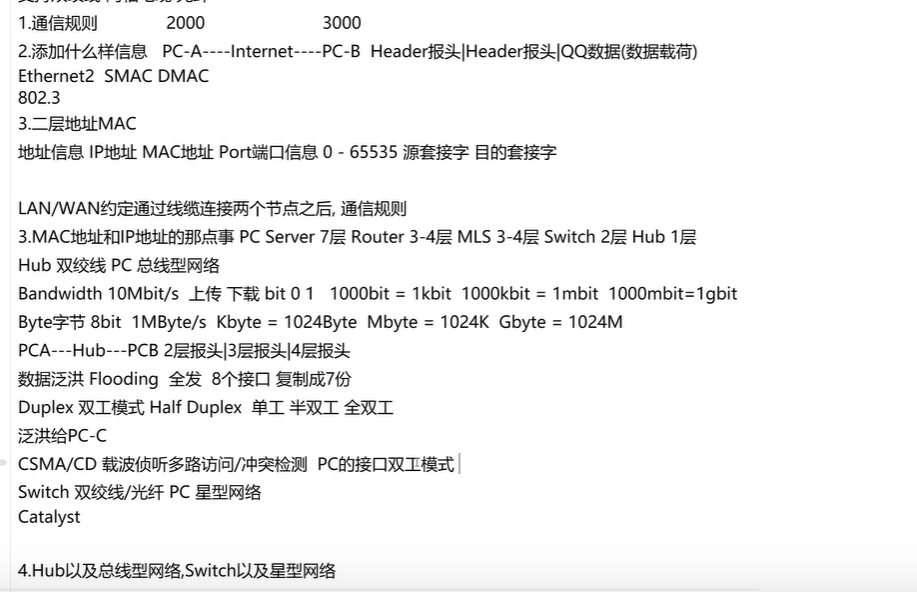 1.通信规则 2000 3000
2.添加什么样信息 PC-A----Internet----PC-B Header报头|Header报头|QQ数据(数据载荷)
Ethernet2 SMAC DMAC
802.3
3.二层地址MAC
地址信息 IP地址 MAC地址 Port端口信息 0 - 65535 源套接字 目的套接字
LAN/WAN约定通过线缆连接两个节点之后, 通信规则
3.MAC地址和IP地址的那点事 PC Server 7层 Router 3-4层 MLS 3-4层 Switch 2层 Hub 1层
Hub 双绞线 PC 总线型网络
Bandwidth 10Mbit/s 上传 下载 bit 0 1 1000bit = 1kbit 1000kbit = 1mbit 1000mbit=1gbit
Byte字节 8bit 1MByte/s Kbyte = 1024Byte Mbyte = 1024K Gbyte = 1024M
PCA---Hub---PCB 2层报头|3层报头|4层报头
数据泛洪 Flooding 全发 8个接口 复制成7份
Duplex 双工模式 Half Duplex 单工 半双工 全双工
泛洪给PC-C
CSMA/CD 载波侦听多路访问/冲突检测 PC的接口双工模式
Switch 双绞线/光纤 PC 星型网络
Catalyst
4.Hub以及总线型网络,Switch以及星型网络